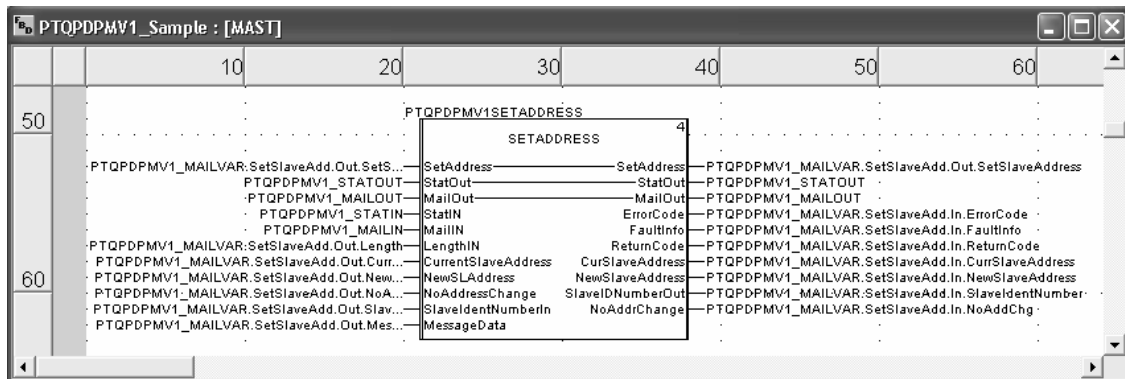 PTQPDPMV1_Sample : [MAST]
10 20 30 40 50 60
50
PTQPDPMV1SETADDRESS
4
SETADDRESS
PTQPDPMV1_MAILVAR.SetSlaveAdd.Out.SetS... SetAddress SetAddress PTQPDPMV1_MAILVAR.SetSlaveAdd.Out.SetSlaveAddress
PTQPDPMV1_STATOUT StatOut StatOut PTQPDPMV1_STATOUT
PTQPDPMV1_MAILOUT MailOut MailOut PTQPDPMV1_MAILOUT
PTQPDPMV1_STATIN StatIN ErrorCode PTQPDPMV1_MAILVAR.SetSlaveAdd.In.ErrorCode
PTQPDPMV1_MAILIN MailIN FaultInfo PTQPDPMV1_MAILVAR.SetSlaveAdd.In.FaultInfo
PTQPDPMV1_MAILVAR.SetSlaveAdd.Out.Length LengthIN ReturnCode PTQPDPMV1_MAILVAR.SetSlaveAdd.In.ReturnCode
PTQPDPMV1_MAILVAR.SetSlaveAdd.Out.Curr... CurrentSlaveAddress CurSlaveAddress PTQPDPMV1_MAILVAR.SetSlaveAdd.In.CurrSlaveAddress
60 PTQPDPMV1_MAILVAR.SetSlaveAdd.Out.New... NewSLAddress NewSlaveAddress PTQPDPMV1_MAILVAR.SetSlaveAdd.In.NewSlaveAddress
PTQPDPMV1_MAILVAR.SetSlaveAdd.Out.NoA... NoAddressChange SlaveIDNumberOut PTQPDPMV1_MAILVAR.SetSlaveAdd.In.SlaveIdentNumber
PTQPDPMV1_MAILVAR.SetSlaveAdd.Out.Slav... SlaveIdentNumberIn NoAddrChange PTQPDPMV1_MAILVAR.SetSlaveAdd.In.NoAddChg
PTQPDPMV1_MAILVAR.SetSlaveAdd.Out.Mes... MessageData